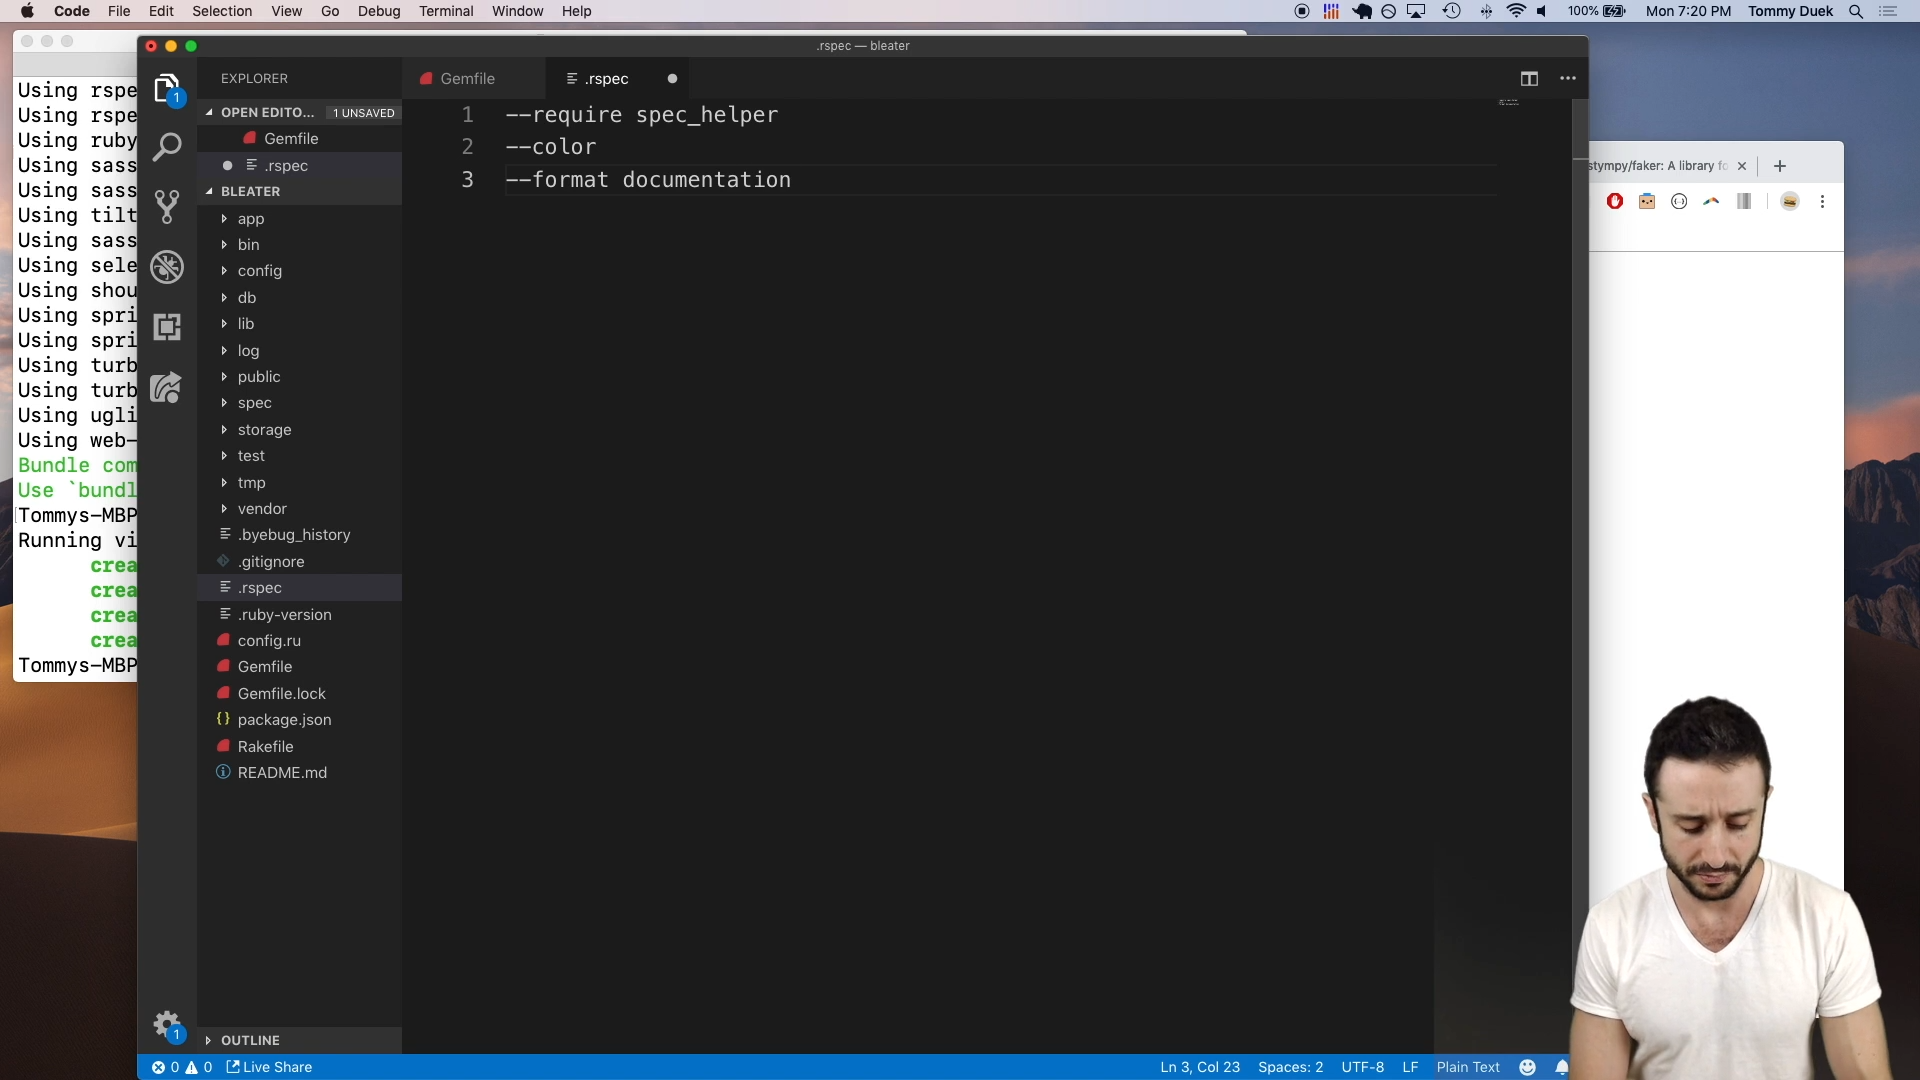 Code File Edit Selection View Go Debug Terminal Window Help
100% Mon 7:20 PM Tommy Duek
.rspec — bleater
EXPLORER
OPEN EDITO... 1 UNSAVED
Gemfile
.rspec
BLEATER
app
bin
config
db
lib
log
public
spec
storage
test
tmp
vendor
.byebug_history
.gitignore
.rspec
.ruby-version
config.ru
Gemfile
Gemfile.lock
package.json
Rakefile
README.md
OUTLINE
Gemfile .rspec
1 --require spec_helper
2 --color
3 --format documentation
Using rspe
Using rspe
Using ruby
Using sass
Using sass
Using tilt
Using sass
Using sele
Using shou
Using spri
Using spri
Using turb
Using turb
Using ugli
Using web-
Bundle com
Use `bundl
Tommys-MBP
Running vi
crea
crea
crea
crea
Tommys-MBP
stympy/faker: A library fo
1
1
0 0 Live Share
Ln 3, Col 23 Spaces: 2 UTF-8 LF Plain Text